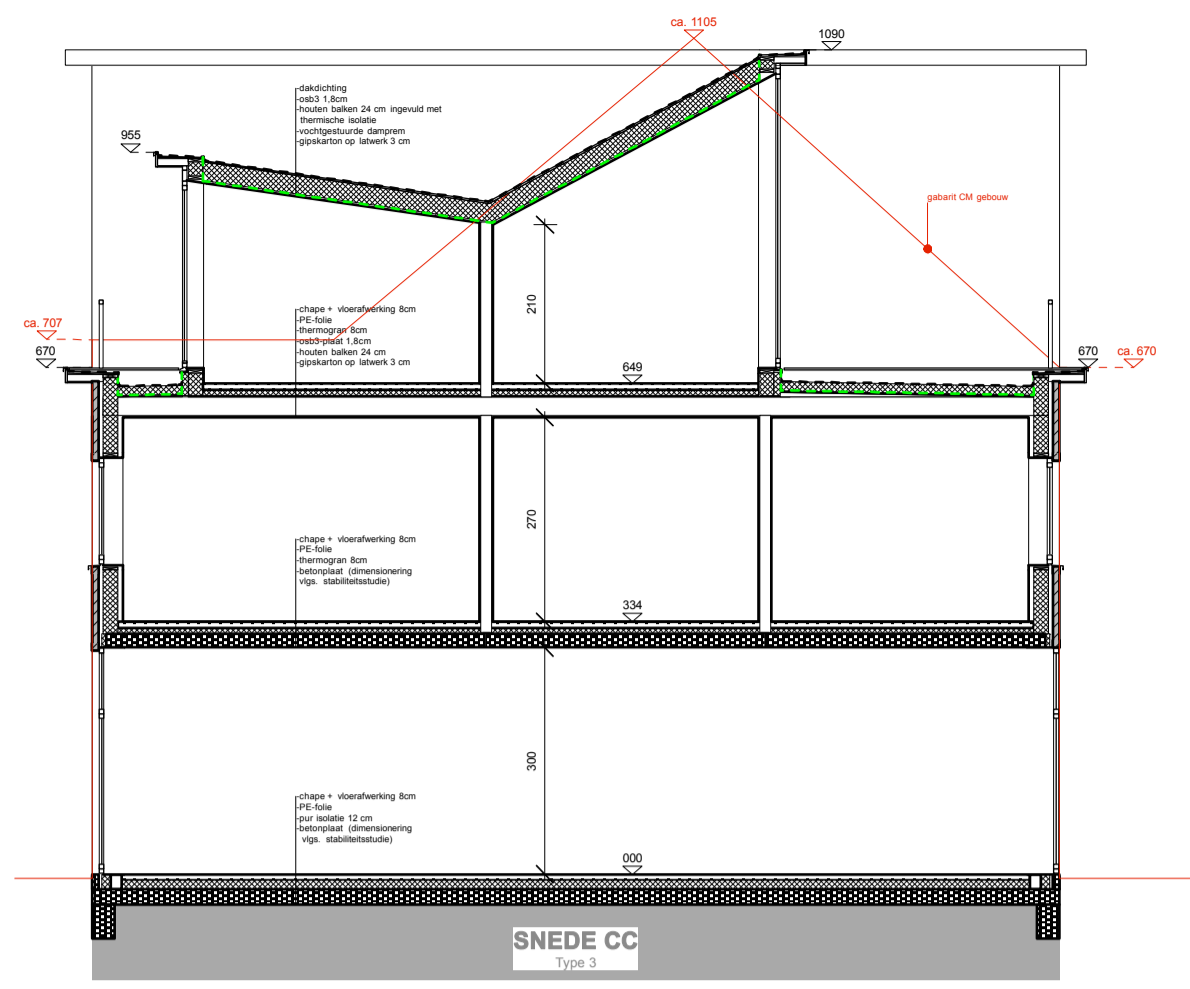 ca. 1105
1090
-dakdichting
-osb3 1,8cm
-houten balken 24 cm ingevuld met
thermische isolatie
-vochtgestuurde damprem
-gipskarton op latwerk 3 cm
955
gabarit CM gebouw
210
-chape + vloerafwerking 8cm
-PE-folie
-thermogran 8cm
-osb3-plaat 1,8cm
-houten balken 24 cm
-gipskarton op latwerk 3 cm
ca. 707
670
649
670
ca. 670
270
-chape + vloerafwerking 8cm
-PE-folie
-thermogran 8cm
-betonplaat (dimensionering
vlgs. stabiliteitsstudie)
334
300
-chape + vloerafwerking 8cm
-PE-folie
-pur isolatie 12 cm
-betonplaat (dimensionering
vlgs. stabiliteitsstudie)
000
SNEDE CC
Type 3